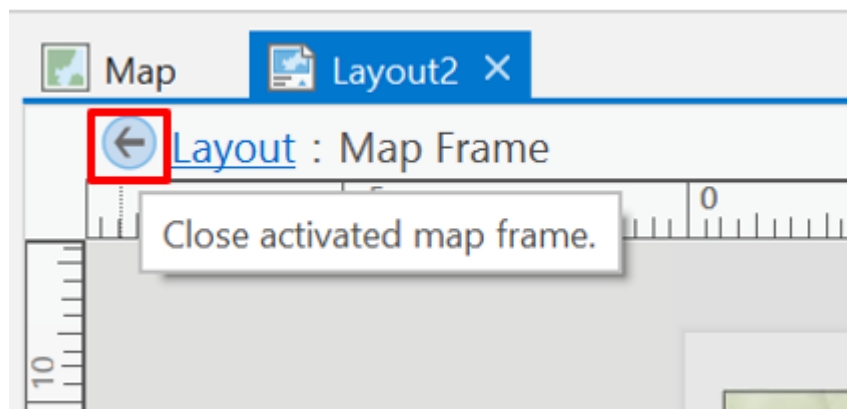 Map Layout2
Layout : Map Frame
0
Close activated map frame.
10